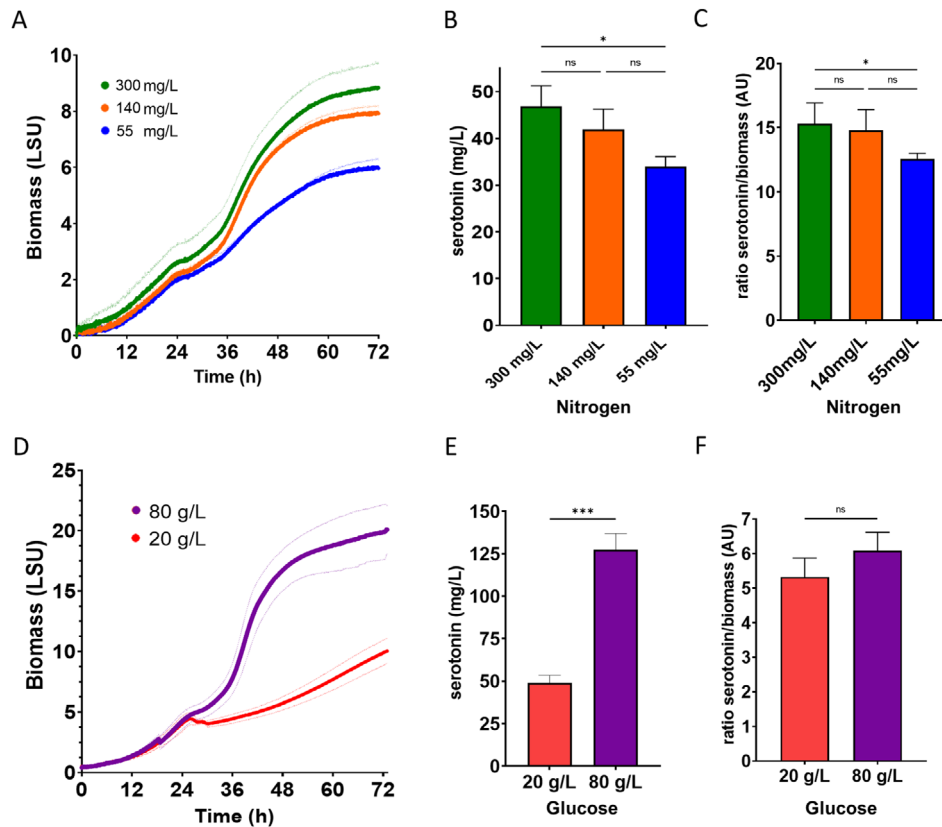 A
Biomass (LSU)
10
8
6
4
2
0
300 mg/L
140 mg/L
55 mg/L
0 12 24 36 48 60 72
Time (h)
B
serotonin (mg/L)
50
40
30
20
10
0
*
ns ns
300 mg/L 140 mg/L 55 mg/L
Nitrogen
C
ratio serotonin/biomass (AU)
20
15
10
5
0
*
ns ns
300mg/L 140mg/L 55mg/L
Nitrogen
D
Biomass (LSU)
25
20
15
10
5
0
80 g/L
20 g/L
0 12 24 36 48 60 72
Time (h)
E
serotonin (mg/L)
150
125
100
75
50
25
0
***
20 g/L 80 g/L
Glucose
F
ratio serotonin/biomass (AU)
7
6
5
4
3
2
1
0
ns
20 g/L 80 g/L
Glucose